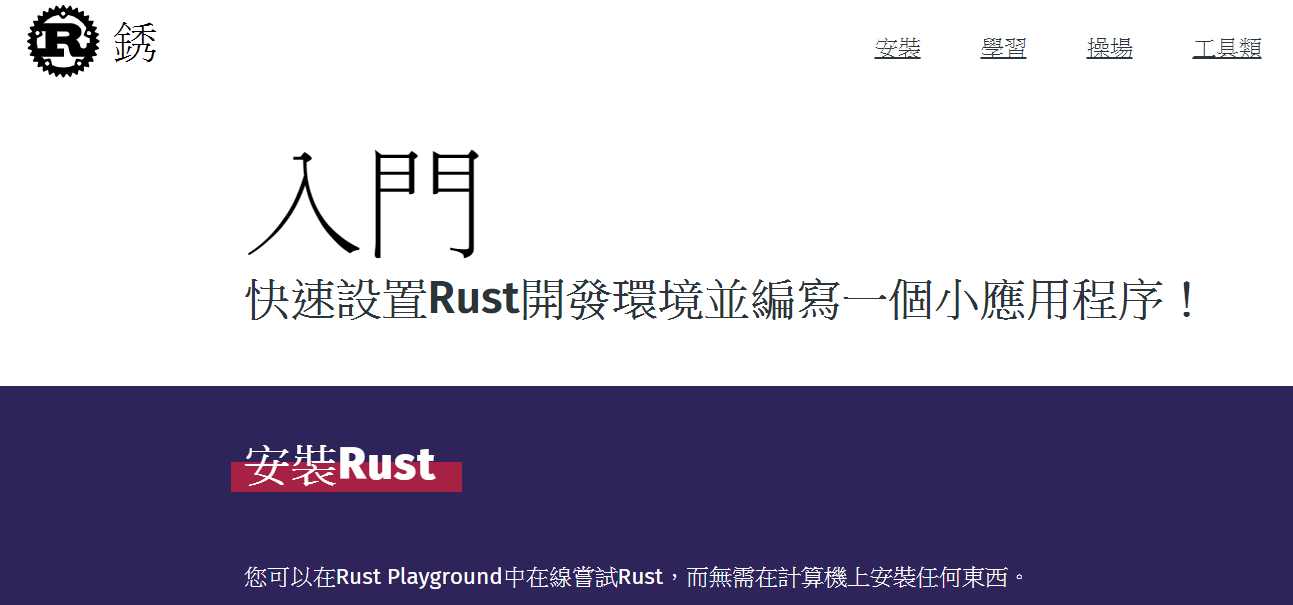 銹
安裝 學習 操場 工具類
入門
快速設置Rust開發環境並編寫一個小應用程序！
安裝Rust
您可以在Rust Playground中在線嘗試Rust，而無需在計算機上安裝任何東西。